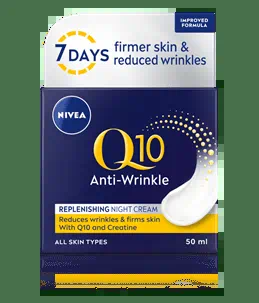 IMPROVED
FORMULA
7 DAYS firmer skin &
reduced wrinkles
NIVEA
Q10
Anti-Wrinkle
REPLENISHING NIGHT CREAM
Reduces wrinkles & firms skin
With Q10 and Creatine
ALL SKIN TYPES 50 ml